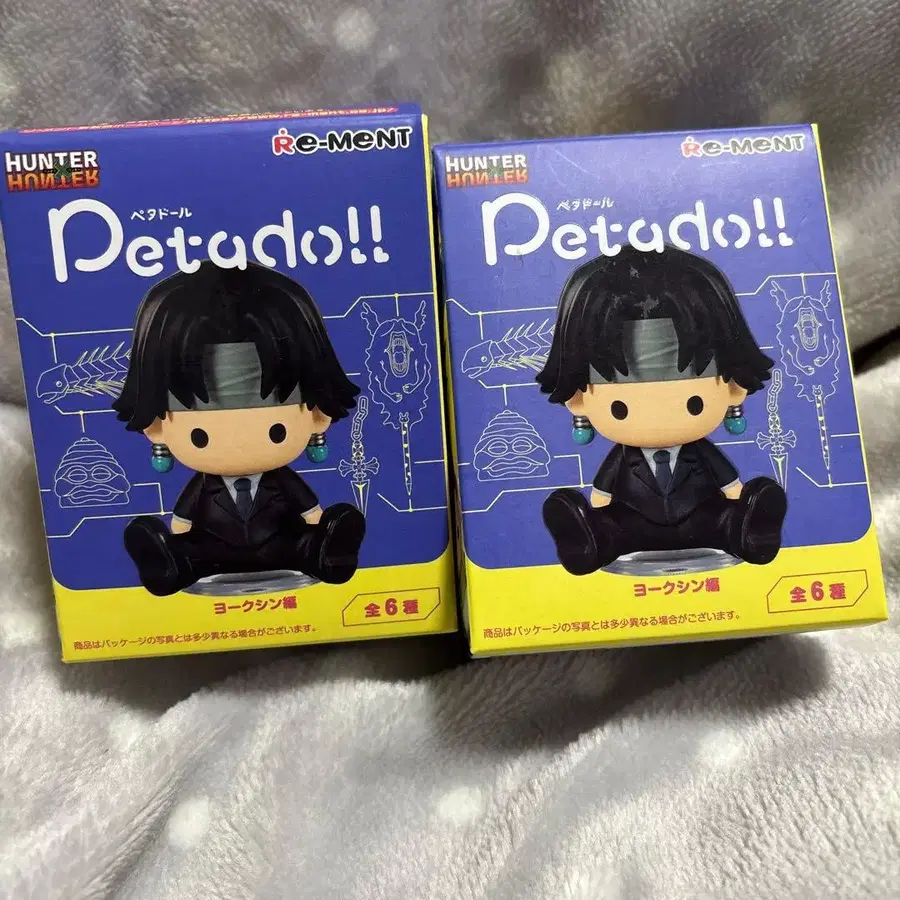 HUNTER
HUNTER
Re-MeNT
ペタドール
Petadoll
ヨークシン編
全6種
商品はパッケージの写真とは多少異なる場合がございます。
HUNTER
HUNTER
Re-MeNT
ペタドール
Petadoll
ヨークシン編
全6種
商品はパッケージの写真とは多少異なる場合がございます。